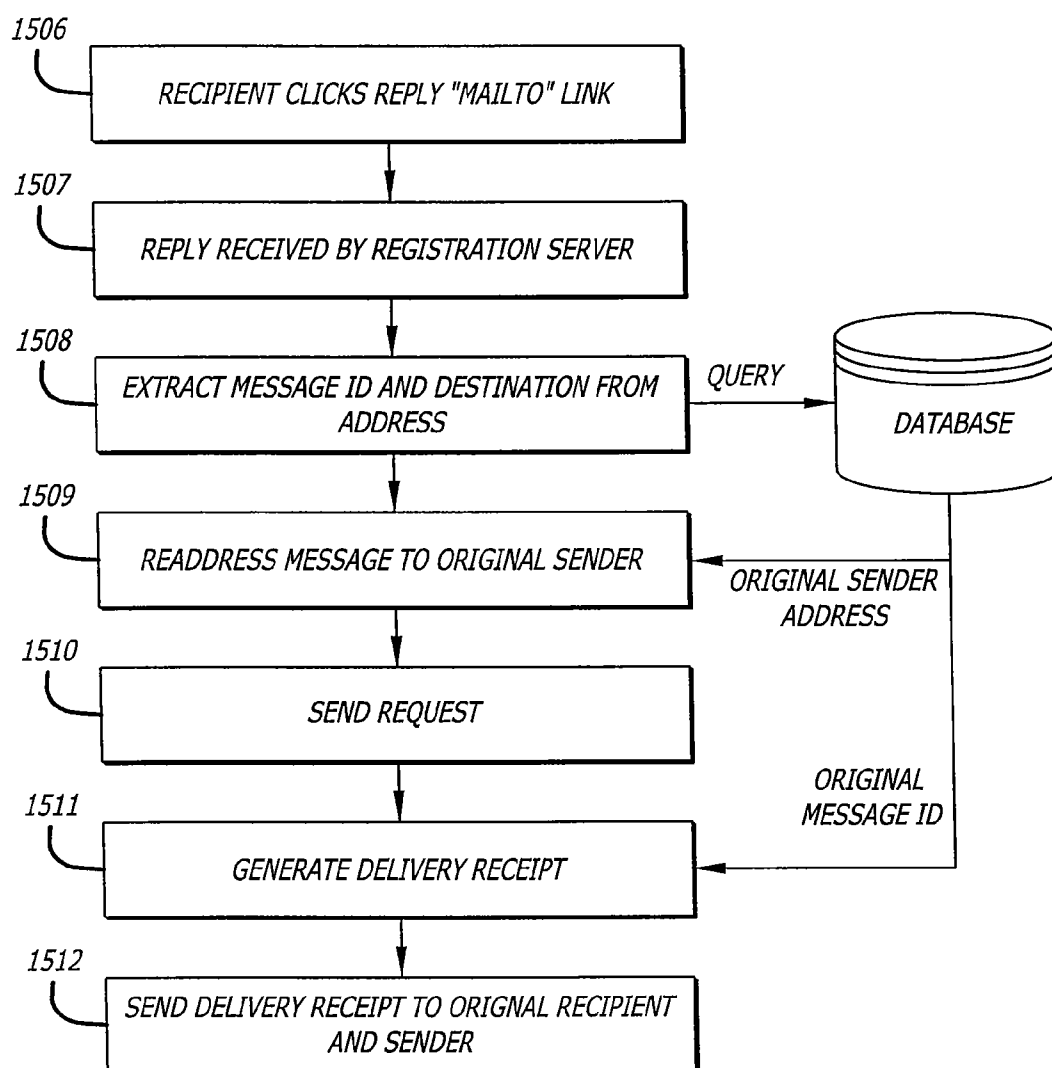 1506
RECIPIENT CLICKS REPLY "MAILTO" LINK
1507
REPLY RECEIVED BY REGISTRATION SERVER
1508
EXTRACT MESSAGE ID AND DESTINATION FROM
ADDRESS
QUERY
DATABASE
1509
READDRESS MESSAGE TO ORIGINAL SENDER
ORIGINAL SENDER
ADDRESS
1510
SEND REQUEST
ORIGINAL
MESSAGE ID
1511
GENERATE DELIVERY RECEIPT
1512
SEND DELIVERY RECEIPT TO ORIGNAL RECIPIENT
AND SENDER